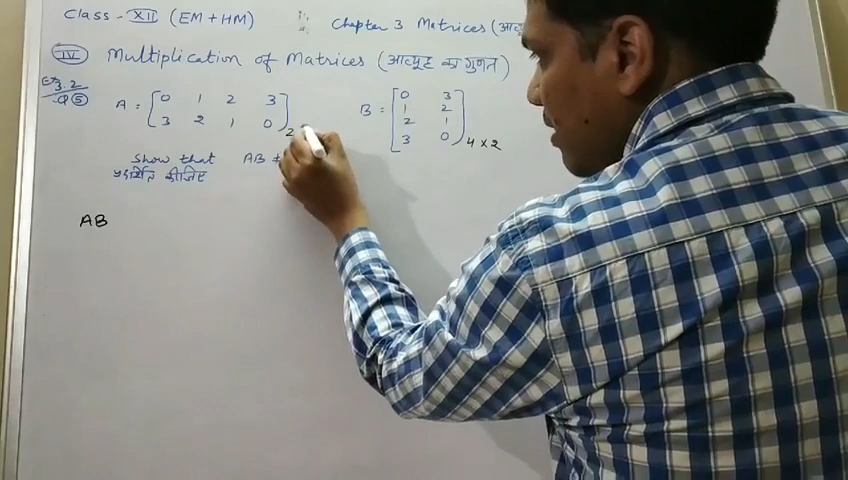 Class - XII (EM + HM) Chapter 3 Matrices (
IV Multiplication of Matrices (आव्यूह का गुणन)
Ex 3.2
Q 5
A = [ 0 1 2 3
3 2 1 0 ] 2
B = [ 0 3
1 2
2 1
3 0 ] 4 × 2
Show that AB
प्रदर्शित कीजिए
AB